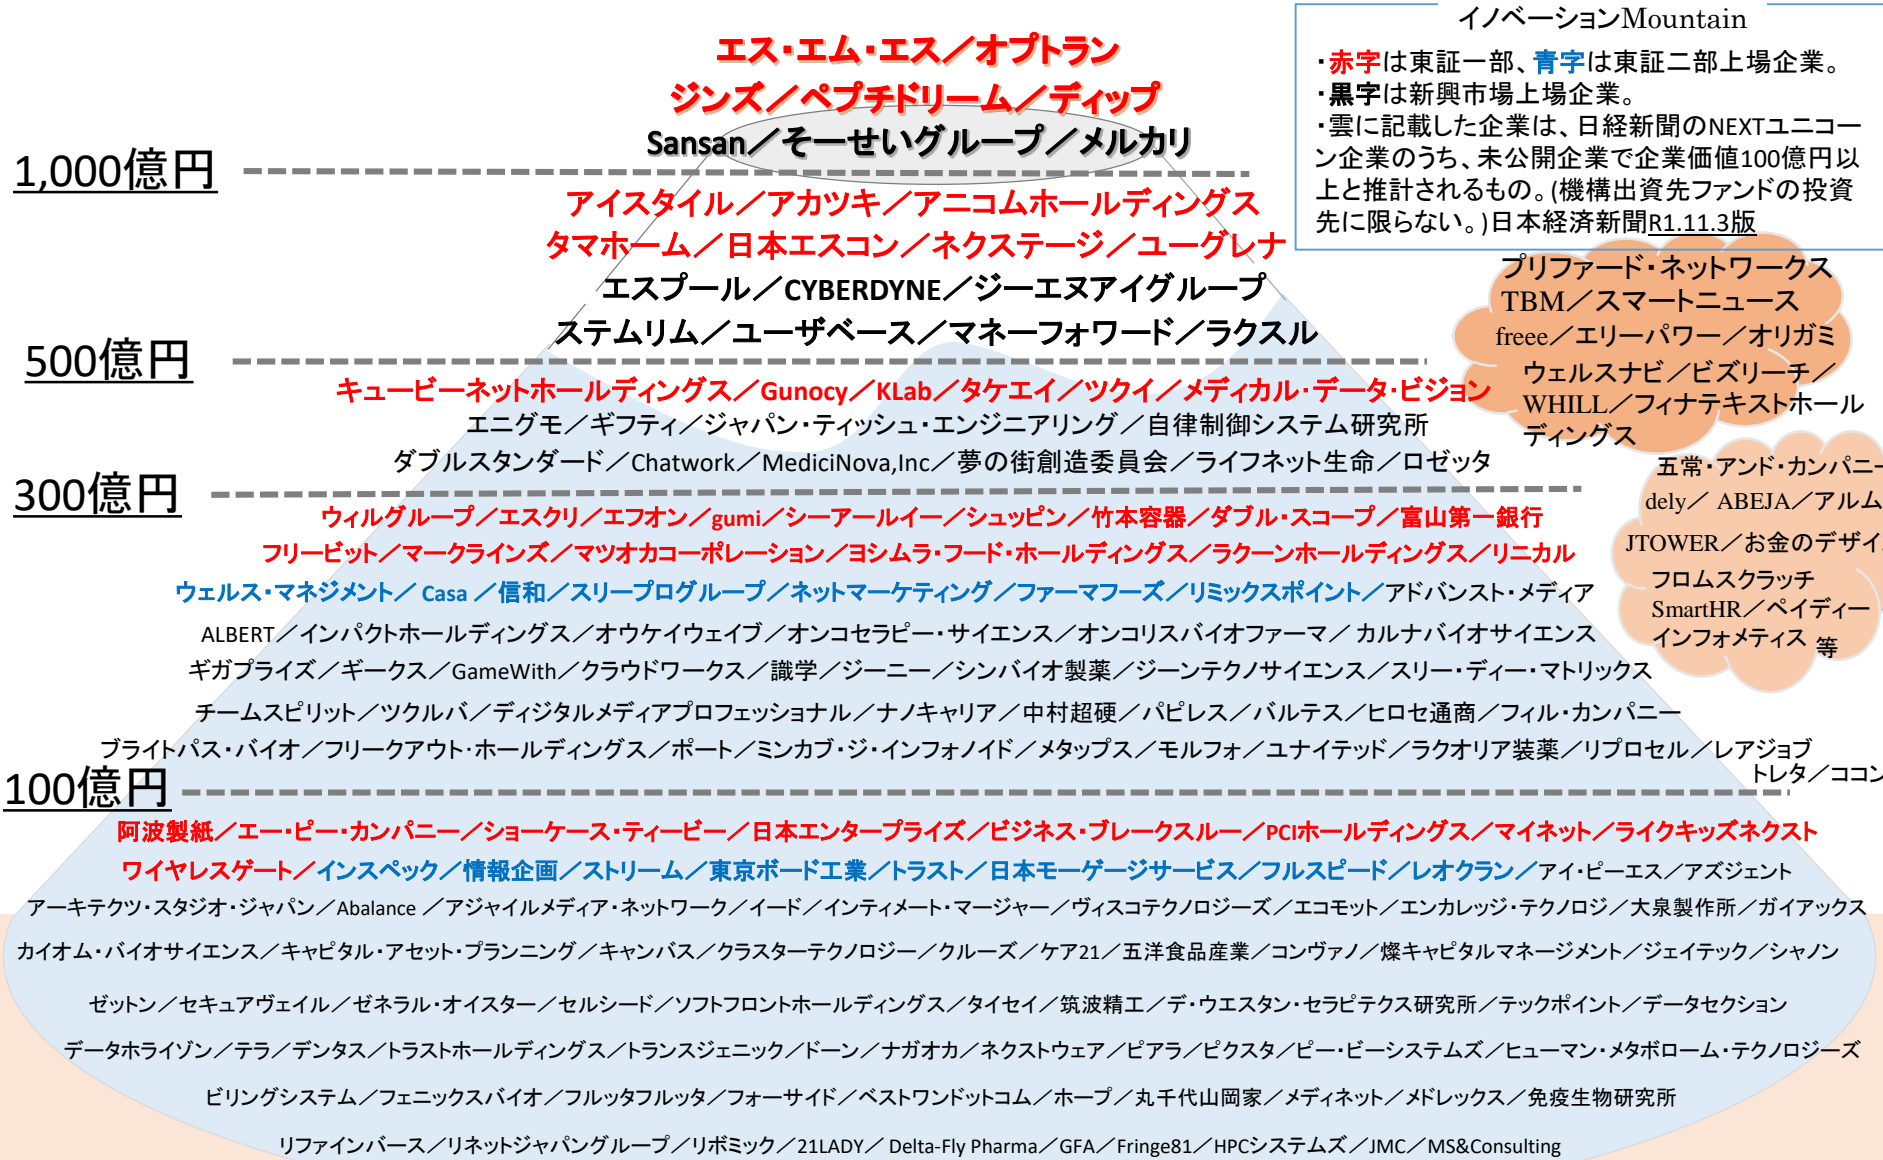 イノベーションMountain
・赤字は東証一部、青字は東証二部上場企業。
・黒字は新興市場上場企業。
・雲に記載した企業は、日経新聞のNEXTユニコー
ン企業のうち、未公開企業で企業価値100億円以
上と推計されるもの。(機構出資先ファンドの投資
先に限らない。)日本経済新聞R1.11.3版
エス・エム・エス／オプトラン
ジンズ／ペプチドリーム／ディップ
Sansan／そーせいグループ／メルカリ
1,000億円
アイスタイル／アカツキ／アニコムホールディングス
タマホーム／日本エスコン／ネクステージ／ユーグレナ
エスプール／CYBERDYNE／ジーエヌアイグループ
ステムリム／ユーザベース／マネーフォワード／ラクスル
500億円
キュービーネットホールディングス／Gunocy／KLab／タケエイ／ツクイ／メディカル・データ・ビジョン
エニグモ／ギフティ／ジャパン・ティッシュ・エンジニアリング／自律制御システム研究所
ダブルスタンダード／Chatwork／MediciNova,Inc／夢の街創造委員会／ライフネット生命／ロゼッタ
300億円
ウィルグループ／エスクリ／エフオン／gumi／シーアールイー／シュッピン／竹本容器／ダブル・スコープ／富山第一銀行
フリービット／マークラインズ／マツオカコーポレーション／ヨシムラ・フード・ホールディングス／ラクーンホールディングス／リニカル
ウェルス・マネジメント／ Casa ／信和／スリープログループ／ネットマーケティング／ファーマフーズ／リミックスポイント／アドバンスト・メディア
ALBERT／インパクトホールディングス／オウケイウェイブ／オンコセラピー・サイエンス／オンコリスバイオファーマ／ カルナバイオサイエンス
ギガプライズ／ギークス／GameWith／クラウドワークス／識学／ジーニー／シンバイオ製薬／ジーンテクノサイエンス／スリー・ディー・マトリックス
チームスピリット／ツクルバ／ディジタルメディアプロフェッショナル／ナノキャリア／中村超硬／パピレス／バルテス／ヒロセ通商／フィル・カンパニー
ブライトパス・バイオ／フリークアウト・ホールディングス／ポート／ミンカブ・ジ・インフォノイド／メタップス／モルフォ／ユナイテッド／ラクオリア装薬／リプロセル／レアジョブ
トレタ／ココン
100億円
阿波製紙／エー・ピー・カンパニー／ショーケース・ティービー／日本エンタープライズ／ビジネス・ブレークスルー／PCIホールディングス／マイネット／ライクキッズネクスト
ワイヤレスゲート／インスペック／情報企画／ストリーム／東京ボード工業／トラスト／日本モーゲージサービス／フルスピード／レオクラン／アイ・ピーエス／アズジェント
アーキテクツ・スタジオ・ジャパン／Abalance ／アジャイルメディア・ネットワーク／イード／インティメート・マージャー／ヴィスコテクノロジーズ／エコモット／エンカレッジ・テクノロジ／大泉製作所／ガイアックス
カイオム・バイオサイエンス／キャピタル・アセット・プランニング／キャンバス／クラスターテクノロジー／クルーズ／ケア21／五洋食品産業／コンヴァノ／燦キャピタルマネージメント／ジェイテック／シャノン
ゼットン／セキュアヴェイル／ゼネラル・オイスター／セルシード／ソフトフロントホールディングス／タイセイ／筑波精工／デ・ウエスタン・セラピテクス研究所／テックポイント／データセクション
データホライゾン／テラ／デンタス／トラストホールディングス／トランスジェニック／ドーン／ナガオカ／ネクストウェア／ピアラ／ピクスタ／ピー・ビーシステムズ／ヒューマン・メタボローム・テクノロジーズ
ビリングシステム／フェニックスバイオ／フルッタフルッタ／フォーサイド／ベストワンドットコム／ホープ／丸千代山岡家／メディネット／メドレックス／免疫生物研究所
リファインバース／リネットジャパングループ／リボミック／21LADY／ Delta-Fly Pharma／GFA／Fringe81／HPCシステムズ／JMC／MS&Consulting
プリファード・ネットワークス
TBM／スマートニュース
freee／エリーパワー／オリガミ
ウェルスナビ／ビズリーチ／
WHILL／フィナテキストホール
ディングス
五常・アンド・カンパニー
dely／ ABEJA／アルム
JTOWER／お金のデザイ
フロムスクラッチ
SmartHR／ペイディー
インフォメティス 等